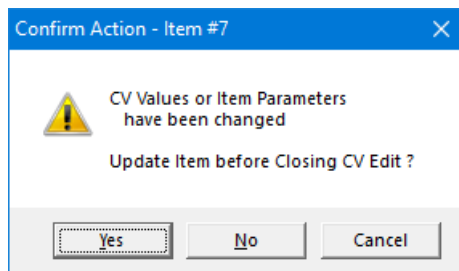 Confirm Action - Item #7
CV Values or Item Parameters
have been changed
Update Item before Closing CV Edit ?
Yes No Cancel